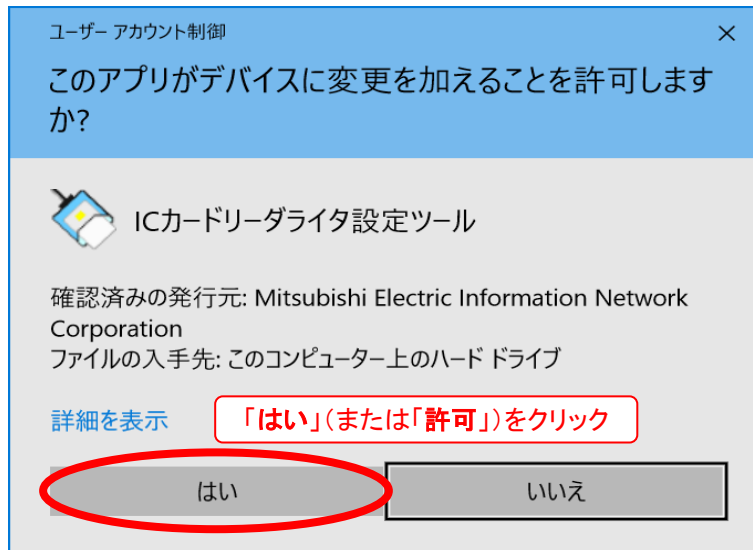 ユーザー アカウント制御
このアプリがデバイスに変更を加えることを許可します
か?
ICカードリーダライタ設定ツール
確認済みの発行元: Mitsubishi Electric Information Network
Corporation
ファイルの入手先: このコンピューター上のハード ドライブ
詳細を表示
「はい」(または「許可」)をクリック
はい
いいえ